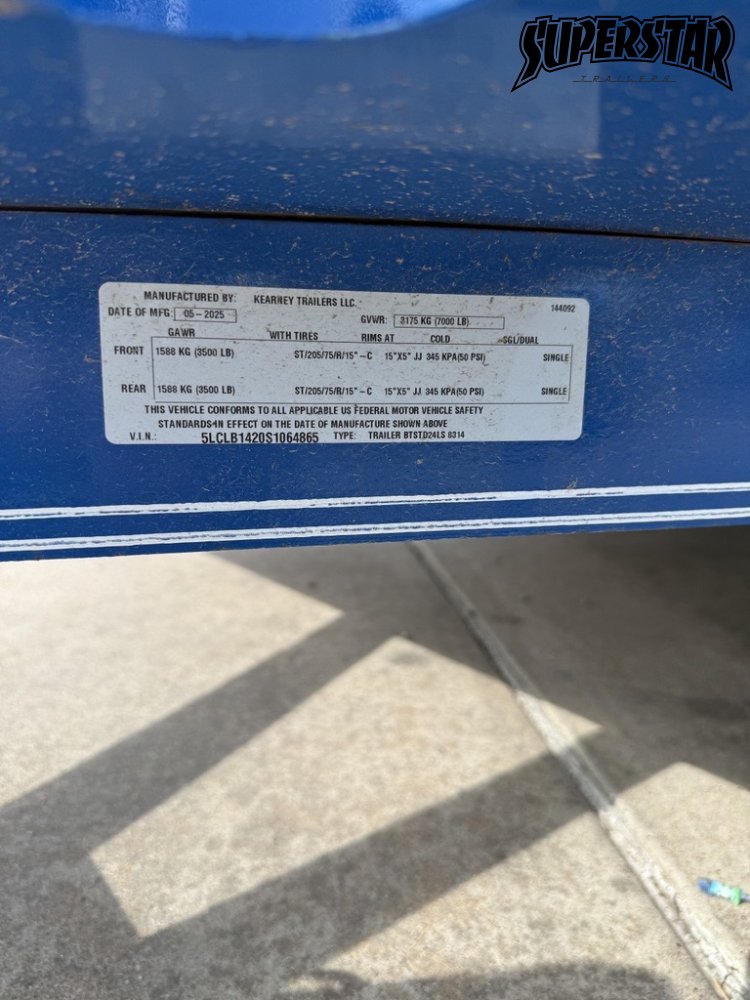 SUPERSTAR
TRAILERS
MANUFACTURED BY: KEARNEY TRAILERS LLC. 144092
DATE OF MFG: 05-2025 GVWR: 3175 KG (7000 LB)
GAWR WITH TIRES RIMS AT COLD SGL/DUAL
FRONT 1588 KG (3500 LB) ST/205/75/R/15" -C 15"X5" JJ 345 KPA(50 PSI) SINGLE
REAR 1588 KG (3500 LB) ST/205/75/R/15" -C 15"X5" JJ 345 KPA(50 PSI) SINGLE
THIS VEHICLE CONFORMS TO ALL APPLICABLE US FEDERAL MOTOR VEHICLE SAFETY
STANDARDS IN EFFECT ON THE DATE OF MANUFACTURE SHOWN ABOVE
V.I.N.: 5LCLB1420S1064865 TYPE: TRAILER BTSTD24LS 8314